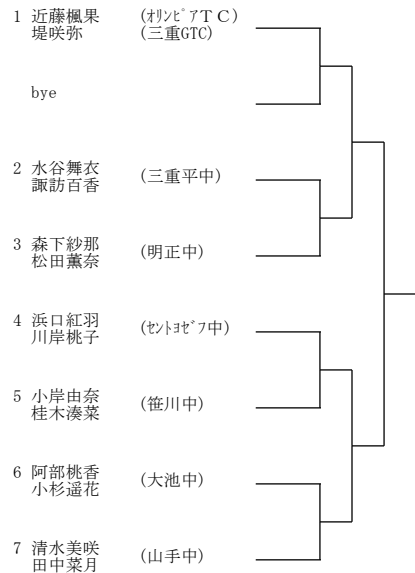 1 近藤楓果 (ｵﾘﾝﾋﾟｱＴＣ)
堤咲弥 (三重GTC)
bye
2 水谷舞衣
諏訪百香 (三重平中)
3 森下紗那
松田薫奈 (明正中)
4 浜口紅羽
川岸桃子 (ｾﾝﾄﾖｾﾞﾌ中)
5 小岸由奈
桂木湊菜 (笹川中)
6 阿部桃香
小杉遥花 (大池中)
7 清水美咲
田中菜月 (山手中)